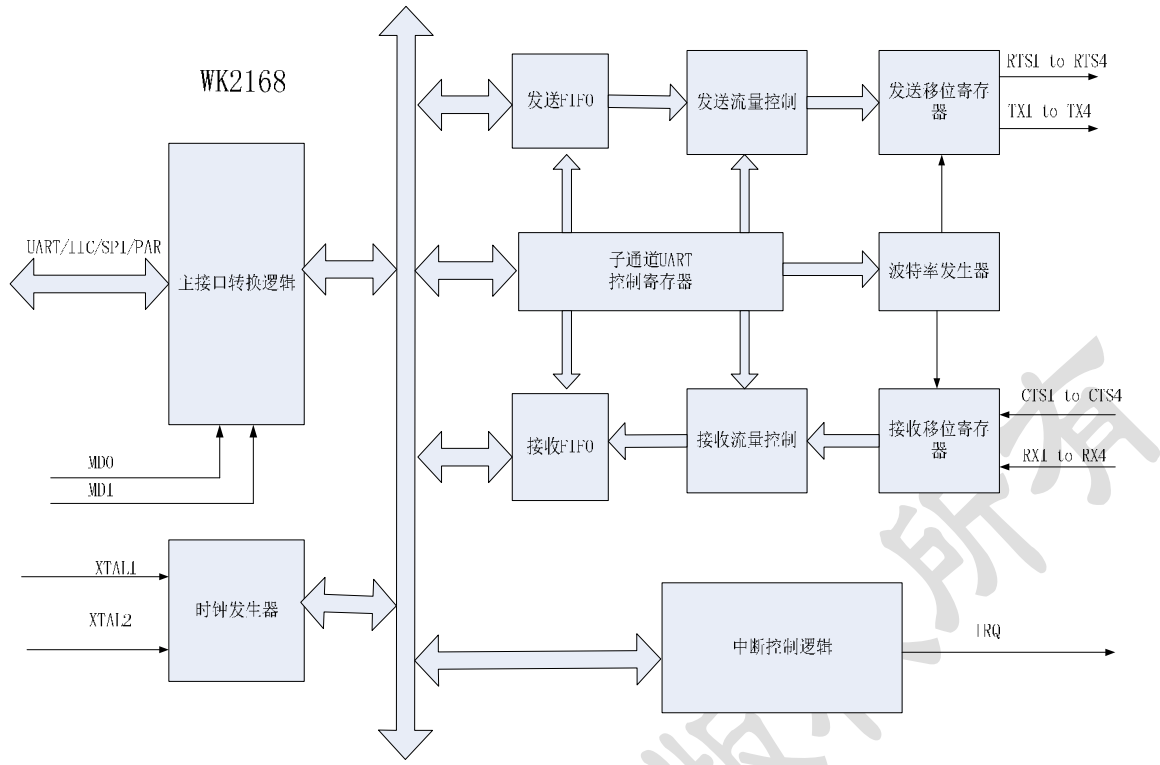 WK2168
发送FIFO
发送流量控制
发送移位寄存
器
RTS1 to RTS4
TX1 to TX4
UART/IIC/SPI/PAR
主接口转换逻辑
子通道UART
控制寄存器
波特率发生器
接收FIFO
接收流量控制
接收移位寄存
器
CTS1 to CTS4
RX1 to RX4
MD0
MD1
XTAL1
XTAL2
时钟发生器
中断控制逻辑
IRQ
版权所有